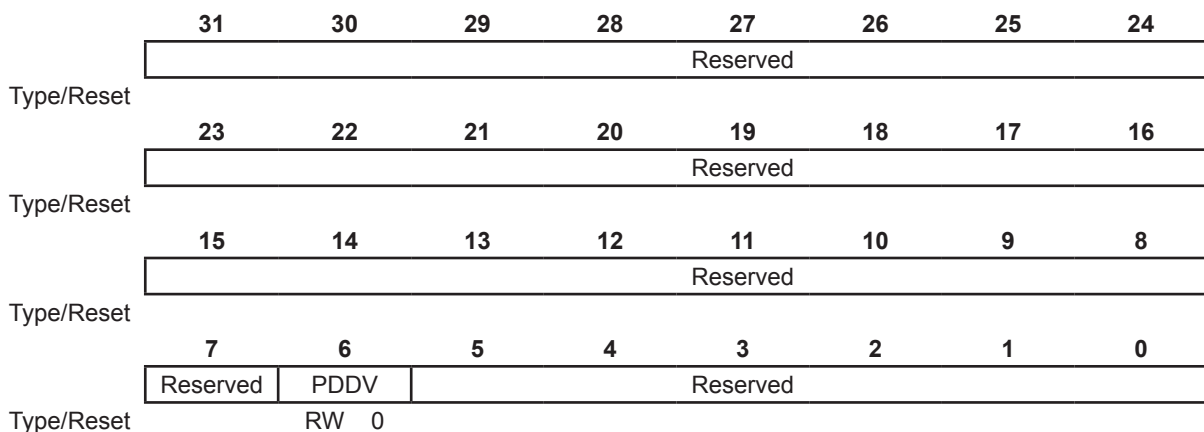 31 30 29 28 27 26 25 24
Reserved
Type/Reset
23 22 21 20 19 18 17 16
Reserved
Type/Reset
15 14 13 12 11 10 9 8
Reserved
Type/Reset
7 6 5 4 3 2 1 0
Reserved PDDV Reserved
Type/Reset RW 0